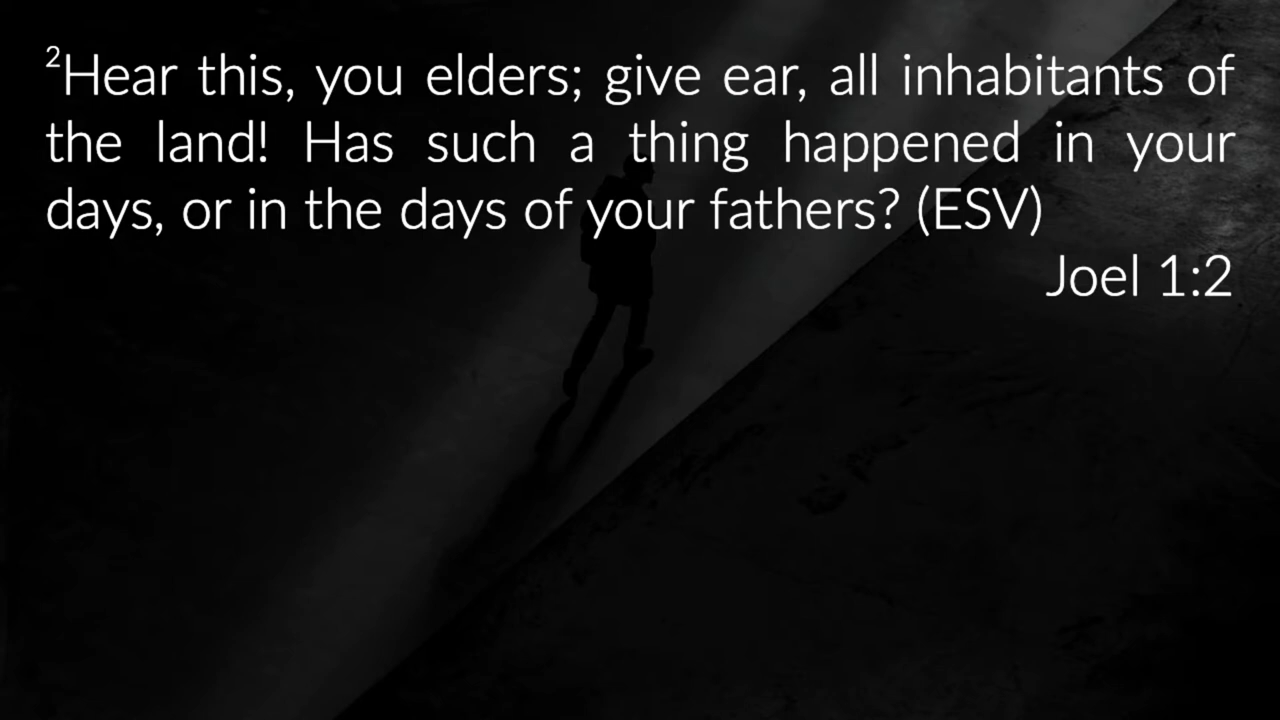 ²Hear this, you elders; give ear, all inhabitants of
the land! Has such a thing happened in your
days, or in the days of your fathers? (ESV)
Joel 1:2